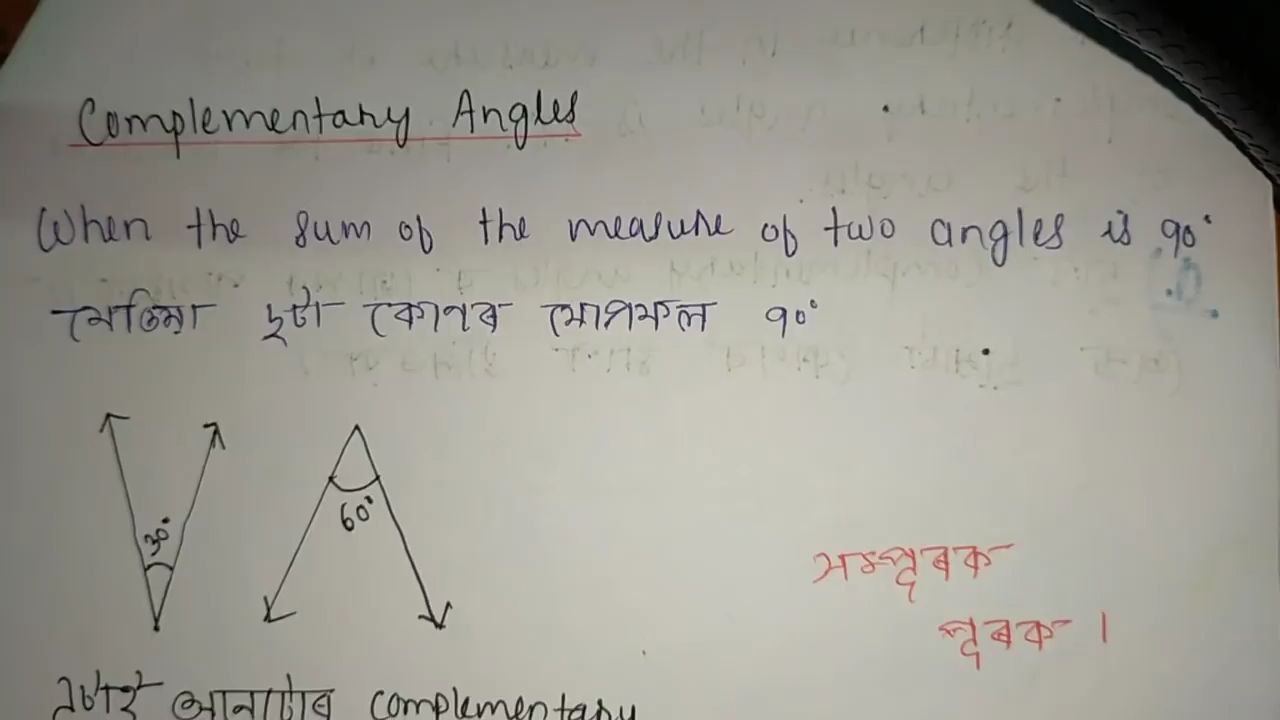 Complementary Angles
When the sum of the measure of two angles is 90°
যেতিয়া দুটা কোণৰ যোগফল 90°
30°
60°
সম্পূৰক
পূৰক ।
এটাই আনটোৰ complementary